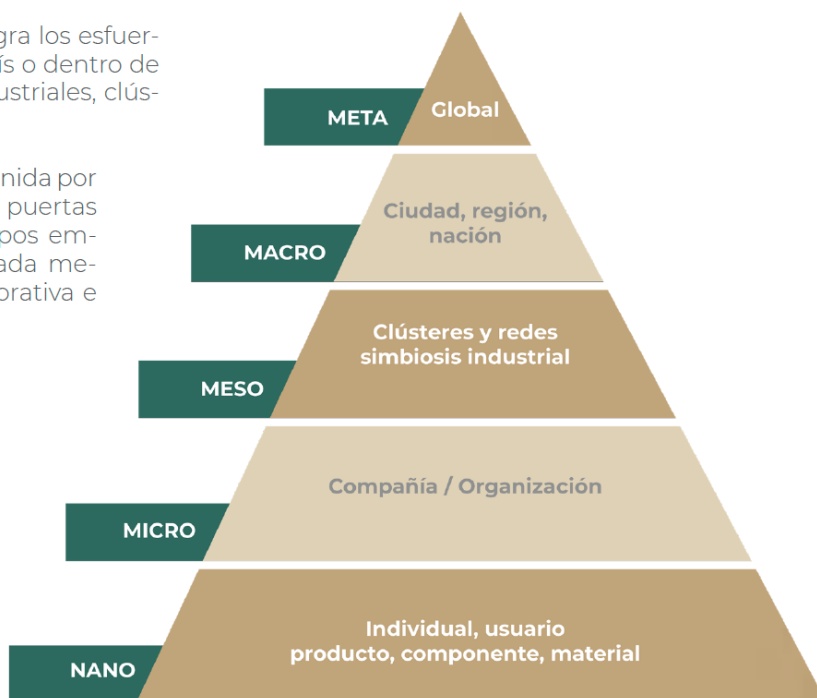 gra los esfuer-
ís o dentro de
ustriales, clús-
nida por
puertas
pos em-
ada me-
orativa e
META
Global
MACRO
Ciudad, región,
nación
MESO
Clústeres y redes
simbiosis industrial
MICRO
Compañía / Organización
NANO
Individual, usuario
producto, componente, material